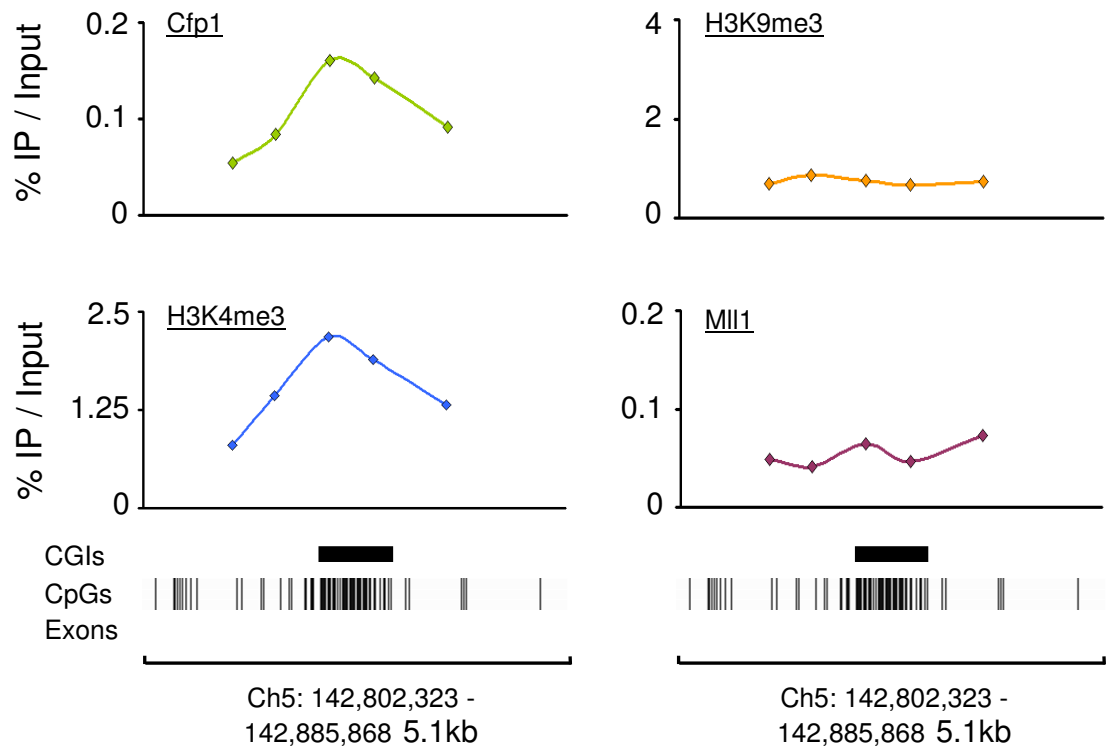 Cfp1
% IP / Input
0.2
0.1
0
H3K9me3
4
2
0
H3K4me3
% IP / Input
2.5
1.25
0
Mll1
0.2
0.1
0
CGIs
CpGs
Exons
Ch5: 142,802,323 -
142,885,868 5.1kb
Ch5: 142,802,323 -
142,885,868 5.1kb